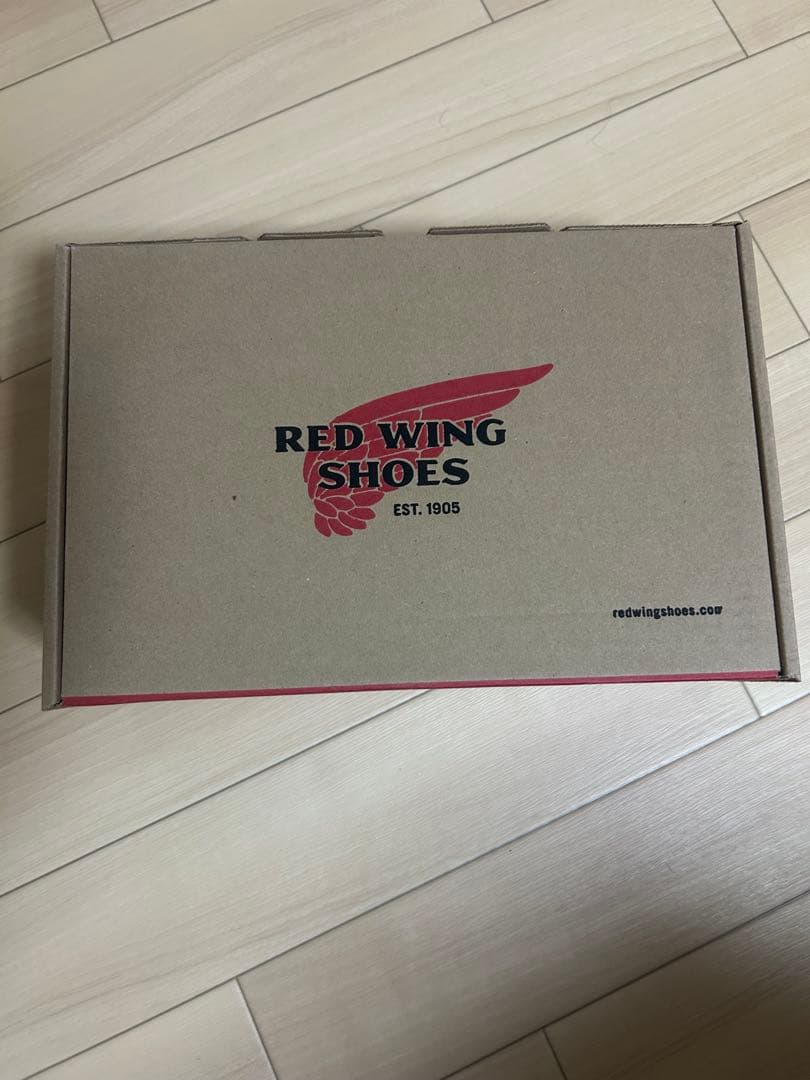 RED WING
SHOES
EST. 1905
redwingshoes.com